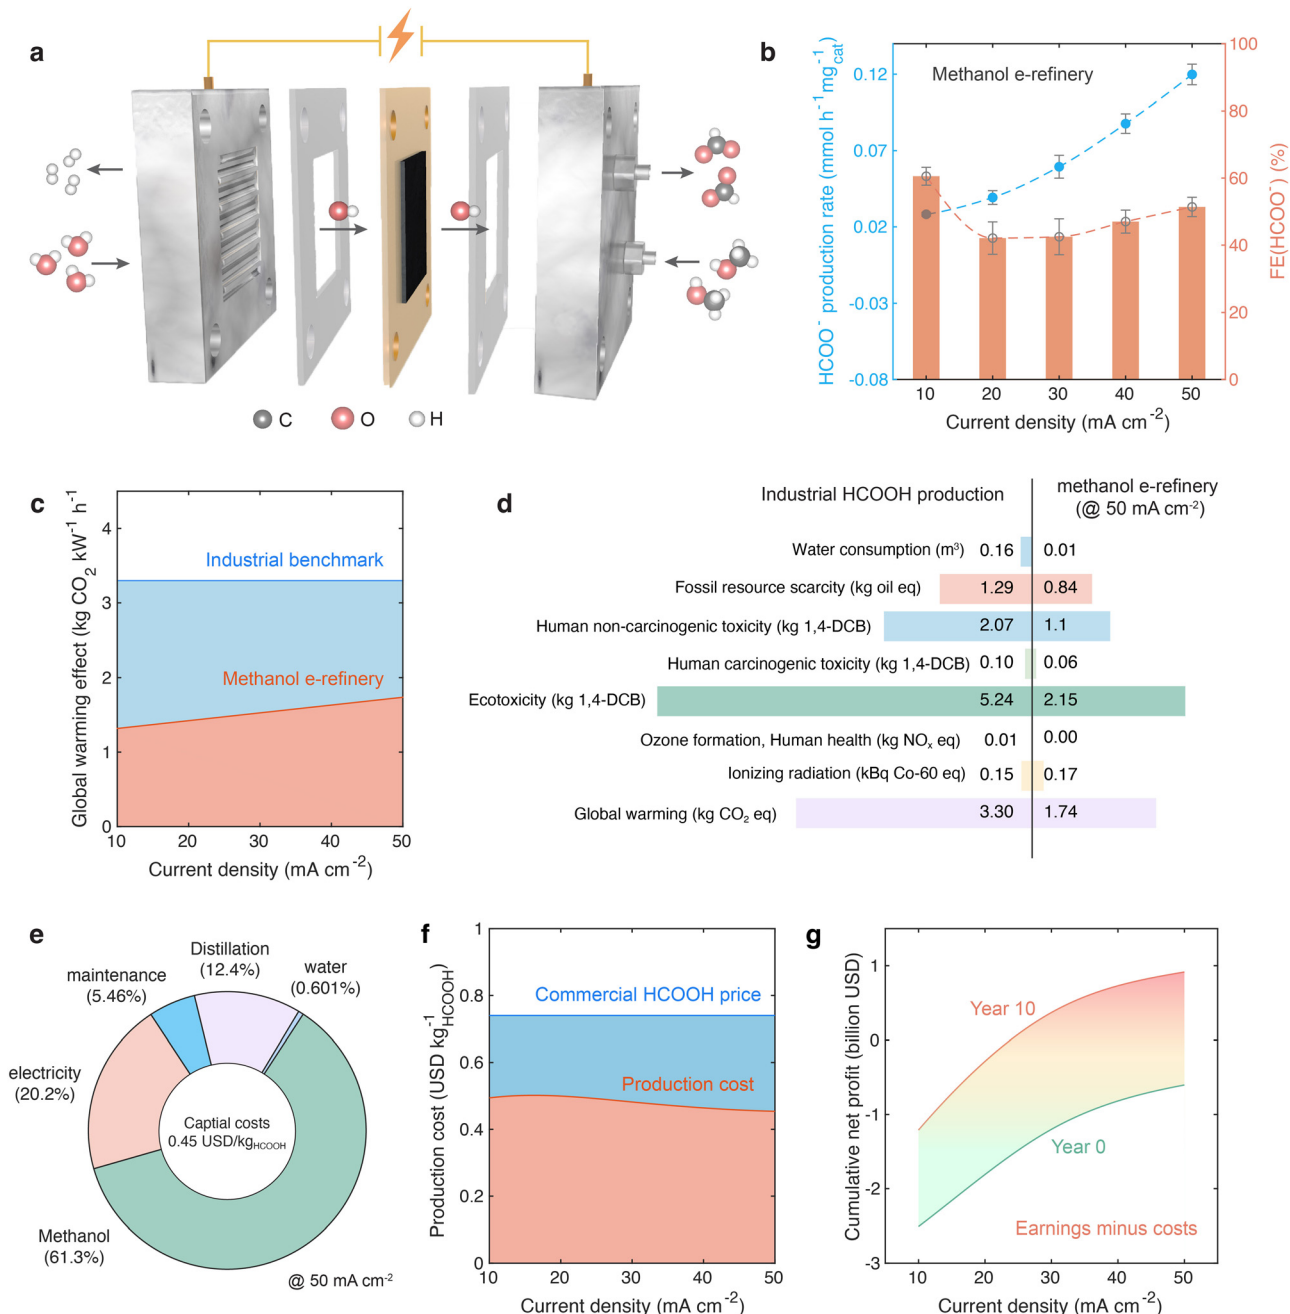 a
C
O
H
b
Methanol e-refinery
HCOO⁻ production rate (mmol h⁻¹ mg⁻¹cat)
0.12
0.07
0.02
-0.03
-0.08
100
80
60
40
20
0
FE(HCOO⁻) (%)
10 20 30 40 50
Current density (mA cm⁻²)
c
Global warming effect (kg CO₂ kW⁻¹ h⁻¹)
4
3
2
1
0
Industrial benchmark
Methanol e-refinery
10 20 30 40 50
Current density (mA cm⁻²)
d
Industrial HCOOH production
methanol e-refinery
(@ 50 mA cm⁻²)
Water consumption (m³) 0.16 0.01
Fossil resource scarcity (kg oil eq) 1.29 0.84
Human non-carcinogenic toxicity (kg 1,4-DCB) 2.07 1.1
Human carcinogenic toxicity (kg 1,4-DCB) 0.10 0.06
Ecotoxicity (kg 1,4-DCB) 5.24 2.15
Ozone formation, Human health (kg NOₓ eq) 0.01 0.00
Ionizing radiation (kBq Co-60 eq) 0.15 0.17
Global warming (kg CO₂ eq) 3.30 1.74
e
Distillation
(12.4%)
water
(0.601%)
maintenance
(5.46%)
electricity
(20.2%)
Captial costs
0.45 USD/kgHCOOH
Methanol
(61.3%)
@ 50 mA cm⁻²
f
Production cost (USD kg⁻¹HCOOH)
1
0.8
0.6
0.4
0.2
0
Commercial HCOOH price
Production cost
10 20 30 40 50
Current density (mA cm⁻²)
g
Cumulative net profit (billion USD)
1
0
-1
-2
-3
Year 10
Year 0
Earnings minus costs
10 20 30 40 50
Current density (mA cm⁻²)